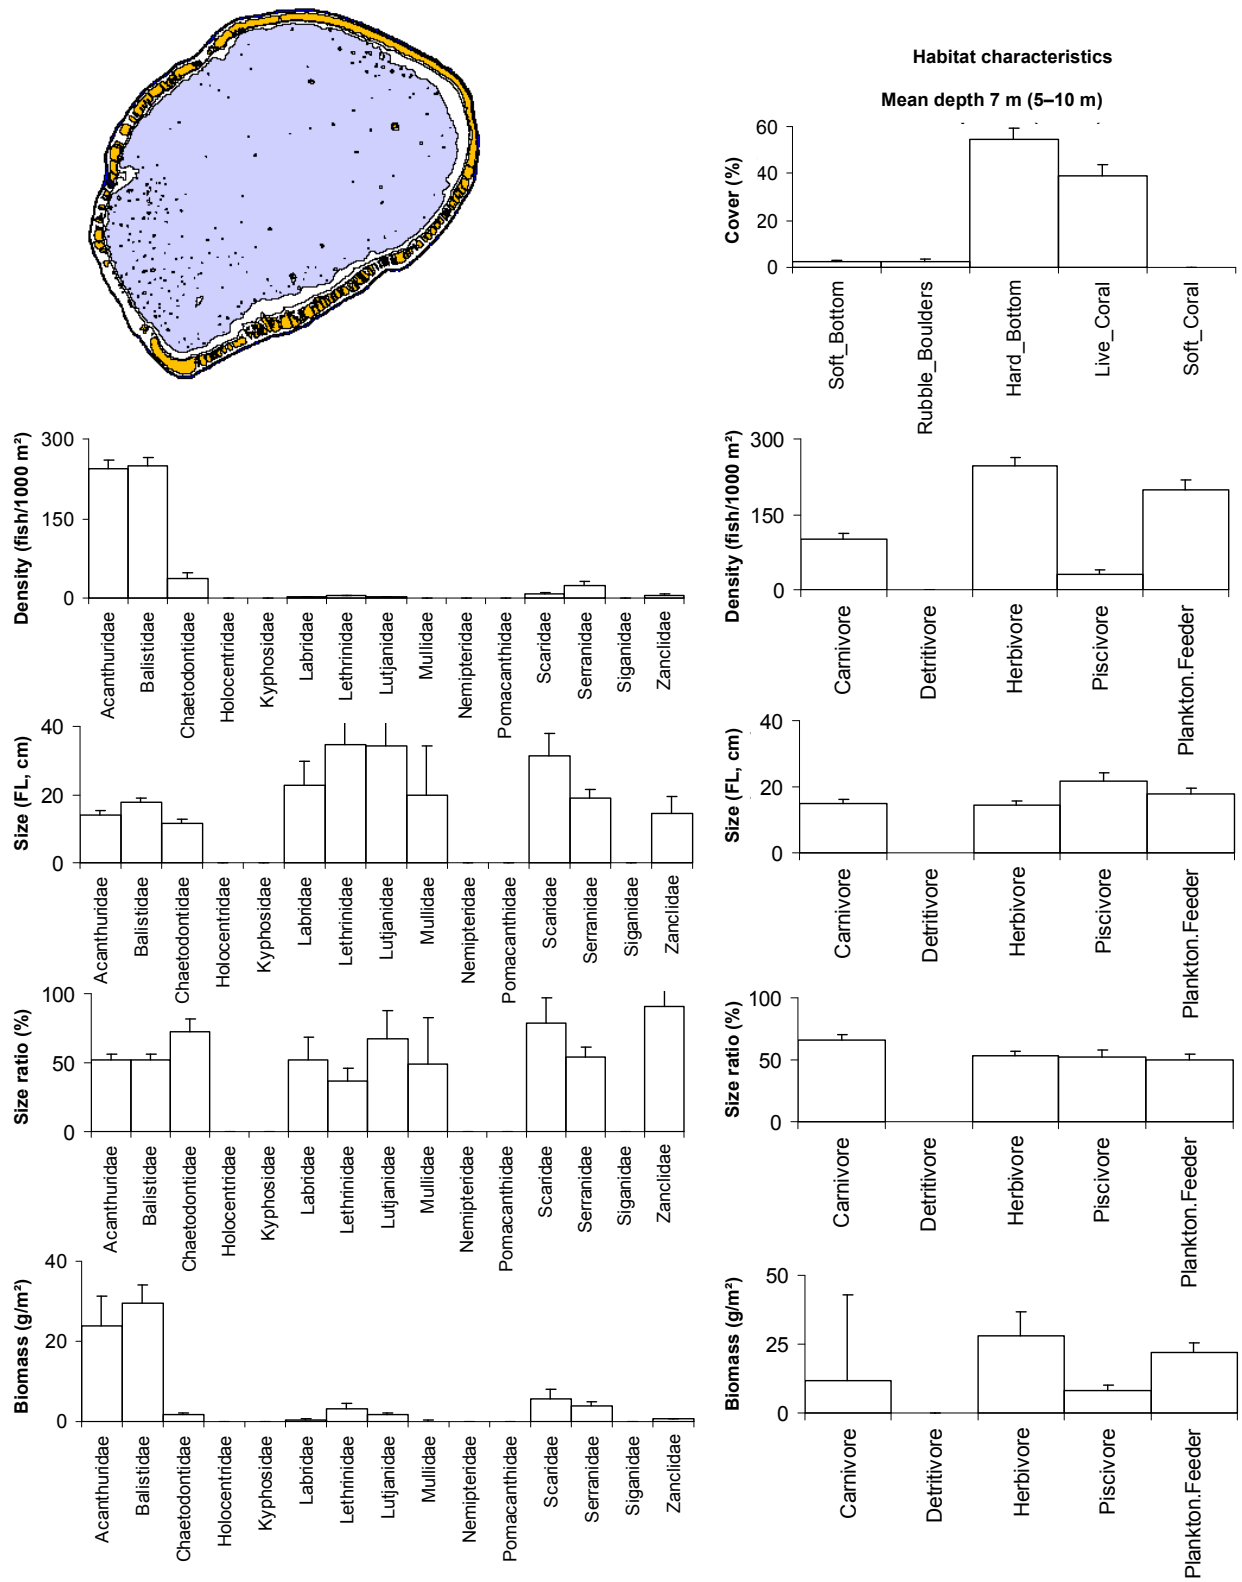 Habitat characteristics
Mean depth 7 m (5–10 m)
Cover (%)
60
40
20
0
Soft_Bottom
Rubble_Boulders
Hard_Bottom
Live_Coral
Soft_Coral
Density (fish/1000 m²)
300
150
0
Acanthuridae
Balistidae
Chaetodontidae
Holocentridae
Kyphosidae
Labridae
Lethrinidae
Lutjanidae
Mullidae
Nemipteridae
Pomacanthidae
Scaridae
Serranidae
Siganidae
Zanclidae
Density (fish/1000 m²)
300
150
0
Carnivore
Detritivore
Herbivore
Piscivore
Plankton.Feeder
Size (FL, cm)
40
20
0
Acanthuridae
Balistidae
Chaetodontidae
Holocentridae
Kyphosidae
Labridae
Lethrinidae
Lutjanidae
Mullidae
Nemipteridae
Pomacanthidae
Scaridae
Serranidae
Siganidae
Zanclidae
Size (FL, cm)
40
20
0
Carnivore
Detritivore
Herbivore
Piscivore
Plankton.Feeder
Size ratio (%)
100
50
0
Acanthuridae
Balistidae
Chaetodontidae
Holocentridae
Kyphosidae
Labridae
Lethrinidae
Lutjanidae
Mullidae
Nemipteridae
Pomacanthidae
Scaridae
Serranidae
Siganidae
Zanclidae
Size ratio (%)
100
50
0
Carnivore
Detritivore
Herbivore
Piscivore
Plankton.Feeder
Biomass (g/m²)
40
20
0
Acanthuridae
Balistidae
Chaetodontidae
Holocentridae
Kyphosidae
Labridae
Lethrinidae
Lutjanidae
Mullidae
Nemipteridae
Pomacanthidae
Scaridae
Serranidae
Siganidae
Zanclidae
Biomass (g/m²)
50
25
0
Carnivore
Detritivore
Herbivore
Piscivore
Plankton.Feeder